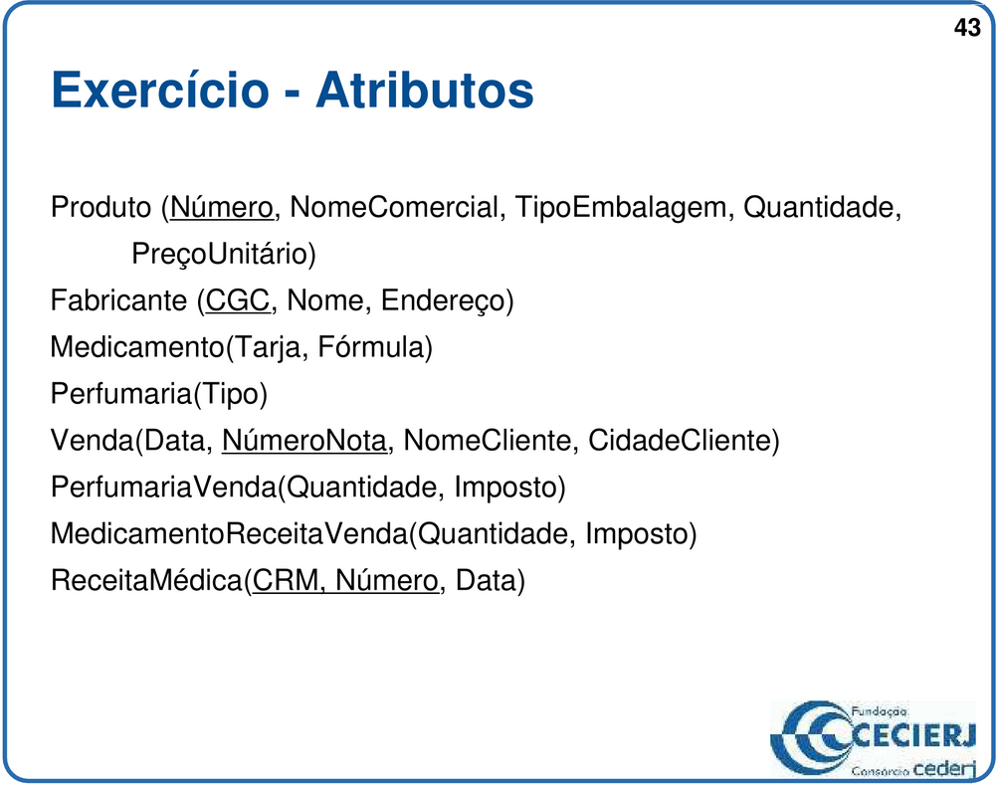 43
Exercício - Atributos
Produto (Número, NomeComercial, TipoEmbalagem, Quantidade,
PreçoUnitário)
Fabricante (CGC, Nome, Endereço)
Medicamento(Tarja, Fórmula)
Perfumaria(Tipo)
Venda(Data, NúmeroNota, NomeCliente, CidadeCliente)
PerfumariaVenda(Quantidade, Imposto)
MedicamentoReceitaVenda(Quantidade, Imposto)
ReceitaMédica(CRM, Número, Data)
Fundação
CECIERJ
Consórcio cederj